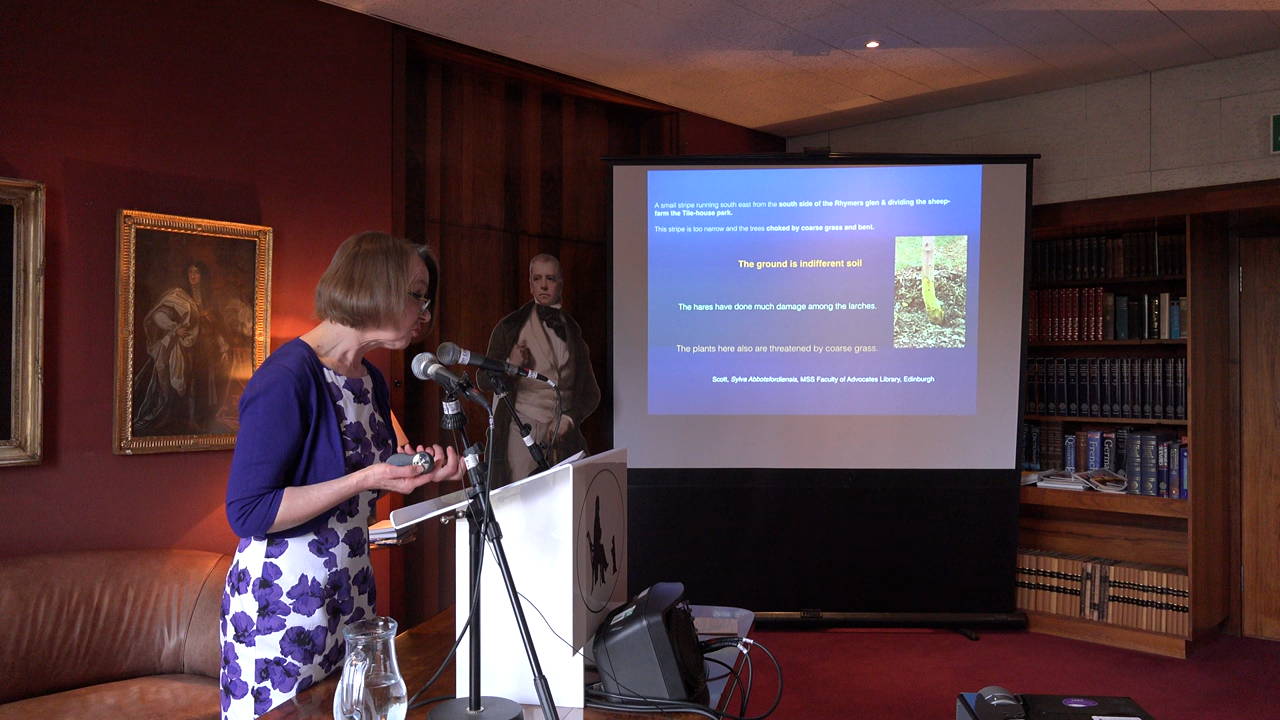 A small stripe running south east from the south side of the Rhymers glen & dividing the sheep-
farm the Tile-house park.
This stripe is too narrow and the trees choked by coarse grass and bent.
The ground is indifferent soil
The hares have done much damage among the larches.
The plants here also are threatened by coarse grass.
Scott, Sylva Abbotsfordiensis, MSS Faculty of Advocates Library, Edinburgh